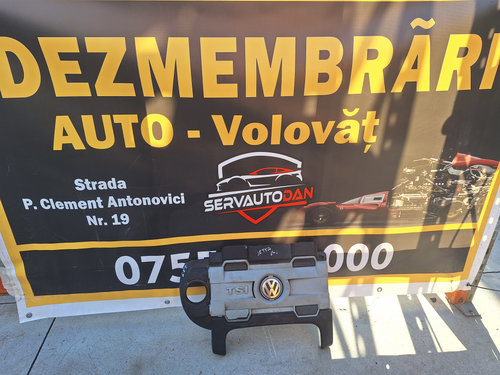 DEZMEMBRĂRI
AUTO - Volovăț
Strada
P. Clement Antonovici
Nr. 19
SERVAUTODAN
075
000
TSI